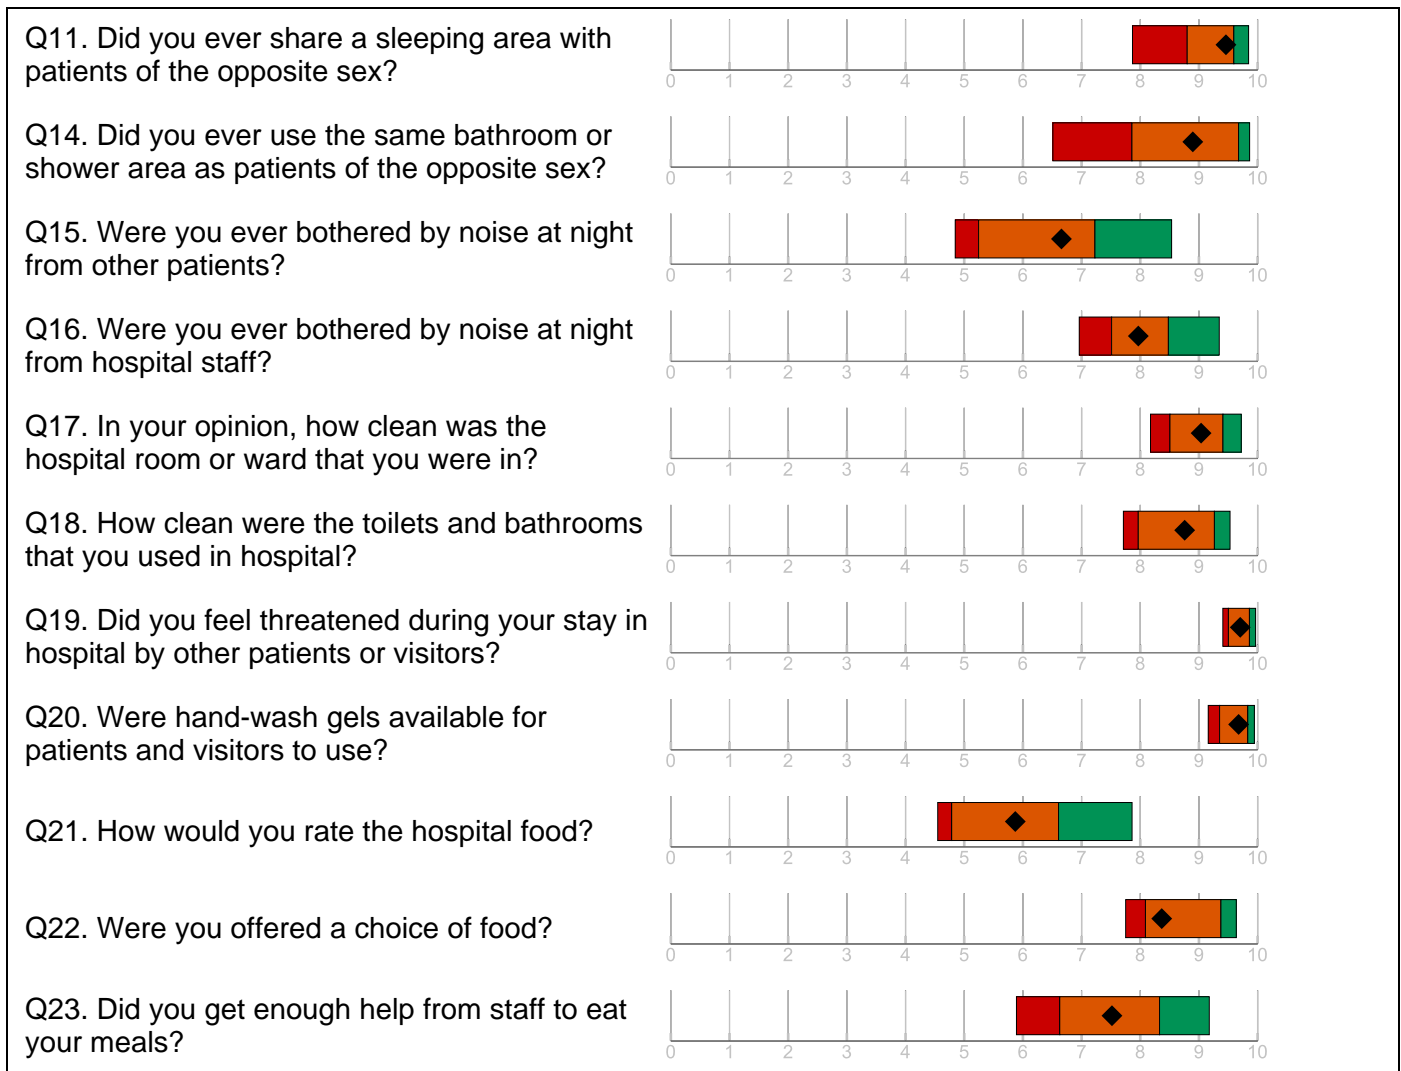 Q11. Did you ever share a sleeping area with
patients of the opposite sex?
0 1 2 3 4 5 6 7 8 9 10
Q14. Did you ever use the same bathroom or
shower area as patients of the opposite sex?
0 1 2 3 4 5 6 7 8 9 10
Q15. Were you ever bothered by noise at night
from other patients?
0 1 2 3 4 5 6 7 8 9 10
Q16. Were you ever bothered by noise at night
from hospital staff?
0 1 2 3 4 5 6 7 8 9 10
Q17. In your opinion, how clean was the
hospital room or ward that you were in?
0 1 2 3 4 5 6 7 8 9 10
Q18. How clean were the toilets and bathrooms
that you used in hospital?
0 1 2 3 4 5 6 7 8 9 10
Q19. Did you feel threatened during your stay in
hospital by other patients or visitors?
0 1 2 3 4 5 6 7 8 9 10
Q20. Were hand-wash gels available for
patients and visitors to use?
0 1 2 3 4 5 6 7 8 9 10
Q21. How would you rate the hospital food?
0 1 2 3 4 5 6 7 8 9 10
Q22. Were you offered a choice of food?
0 1 2 3 4 5 6 7 8 9 10
Q23. Did you get enough help from staff to eat
your meals?
0 1 2 3 4 5 6 7 8 9 10